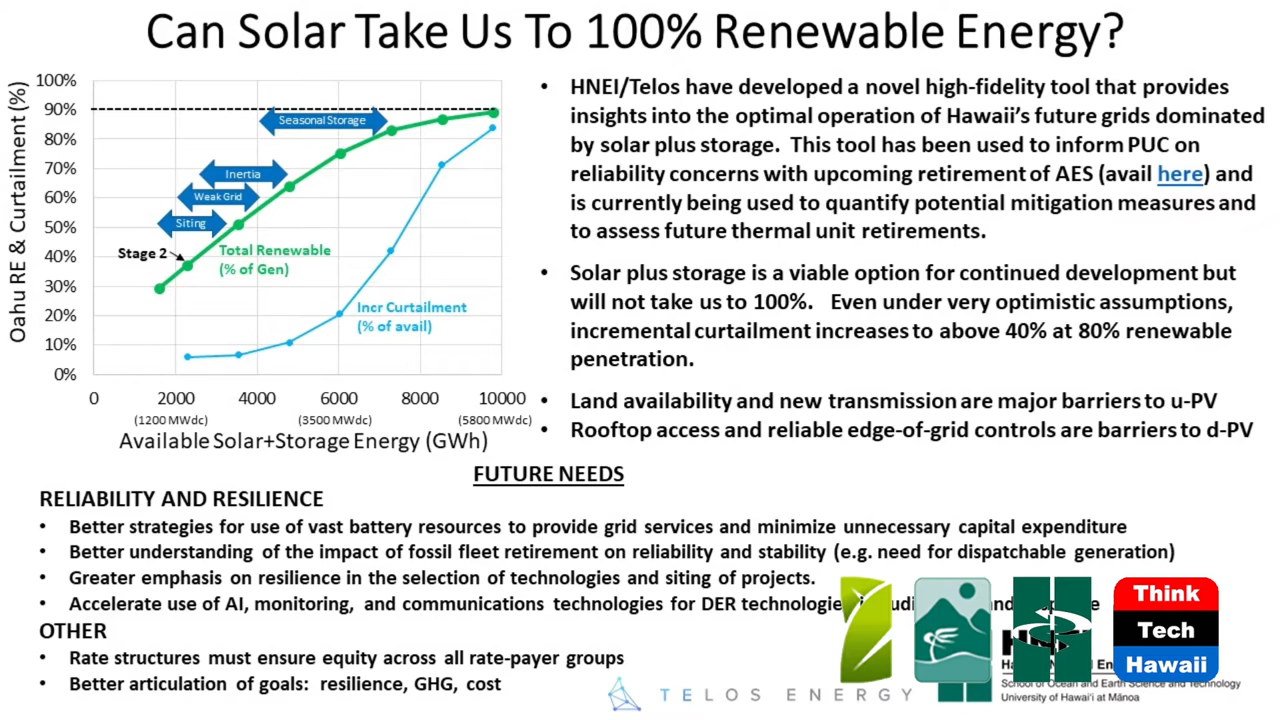 Can Solar Take Us To 100% Renewable Energy?
Oahu RE & Curtailment (%)
100%
90%
80%
70%
60%
50%
40%
30%
20%
10%
0%
Seasonal Storage
Inertia
Weak Grid
Siting
Stage 2
Total Renewable
(% of Gen)
Incr Curtailment
(% of avail)
0 2000 4000 6000 8000 10000
(1200 MWdc) (3500 MWdc) (5800 MWdc)
Available Solar+Storage Energy (GWh)
• HNEI/Telos have developed a novel high-fidelity tool that provides
insights into the optimal operation of Hawaii’s future grids dominated
by solar plus storage. This tool has been used to inform PUC on
reliability concerns with upcoming retirement of AES (avail here) and
is currently being used to quantify potential mitigation measures and
to assess future thermal unit retirements.
• Solar plus storage is a viable option for continued development but
will not take us to 100%. Even under very optimistic assumptions,
incremental curtailment increases to above 40% at 80% renewable
penetration.
• Land availability and new transmission are major barriers to u-PV
• Rooftop access and reliable edge-of-grid controls are barriers to d-PV
FUTURE NEEDS
RELIABILITY AND RESILIENCE
• Better strategies for use of vast battery resources to provide grid services and minimize unnecessary capital expenditure
• Better understanding of the impact of fossil fleet retirement on reliability and stability (e.g. need for dispatchable generation)
• Greater emphasis on resilience in the selection of technologies and siting of projects.
• Accelerate use of AI, monitoring, and communications technologies for DER
OTHER
• Rate structures must ensure equity across all rate-payer groups
• Better articulation of goals: resilience, GHG, cost
TELOS ENERGY
School of Ocean and Earth Science and Technology
University of Hawai‘i at Mānoa
Think
Tech
Hawaii